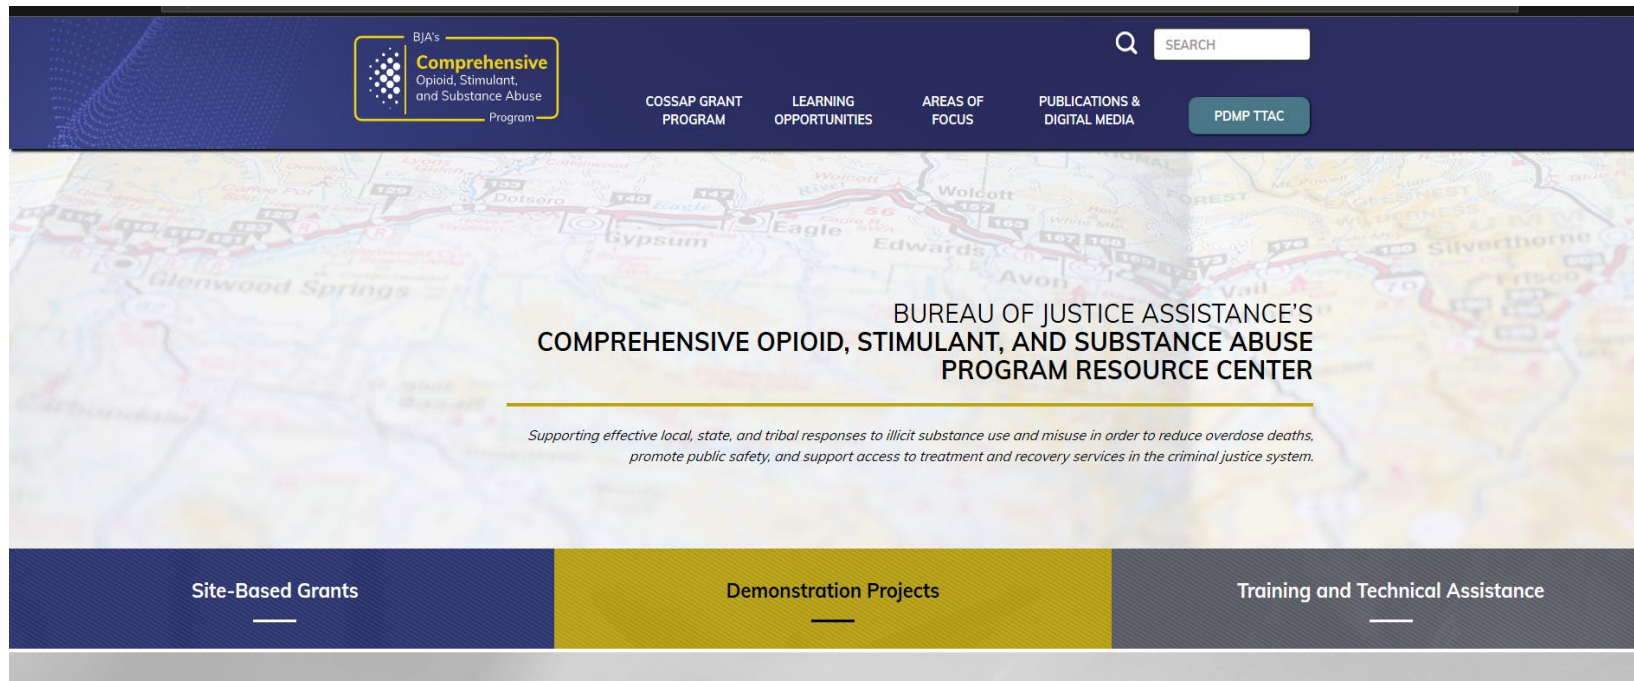 BJA's
Comprehensive
Opioid, Stimulant,
and Substance Abuse
Program
SEARCH
COSSAP GRANT
PROGRAM
LEARNING
OPPORTUNITIES
AREAS OF
FOCUS
PUBLICATIONS &
DIGITAL MEDIA
PDMP TTAC
Wolcott
Dotsero
Gypsum
Eagle
Edwards
Avon
Vail
Silverthorne
Frisco
Glenwood Springs
BUREAU OF JUSTICE ASSISTANCE'S
COMPREHENSIVE OPIOID, STIMULANT, AND SUBSTANCE ABUSE
PROGRAM RESOURCE CENTER
Supporting effective local, state, and tribal responses to illicit substance use and misuse in order to reduce overdose deaths,
promote public safety, and support access to treatment and recovery services in the criminal justice system.
Site-Based Grants
Demonstration Projects
Training and Technical Assistance